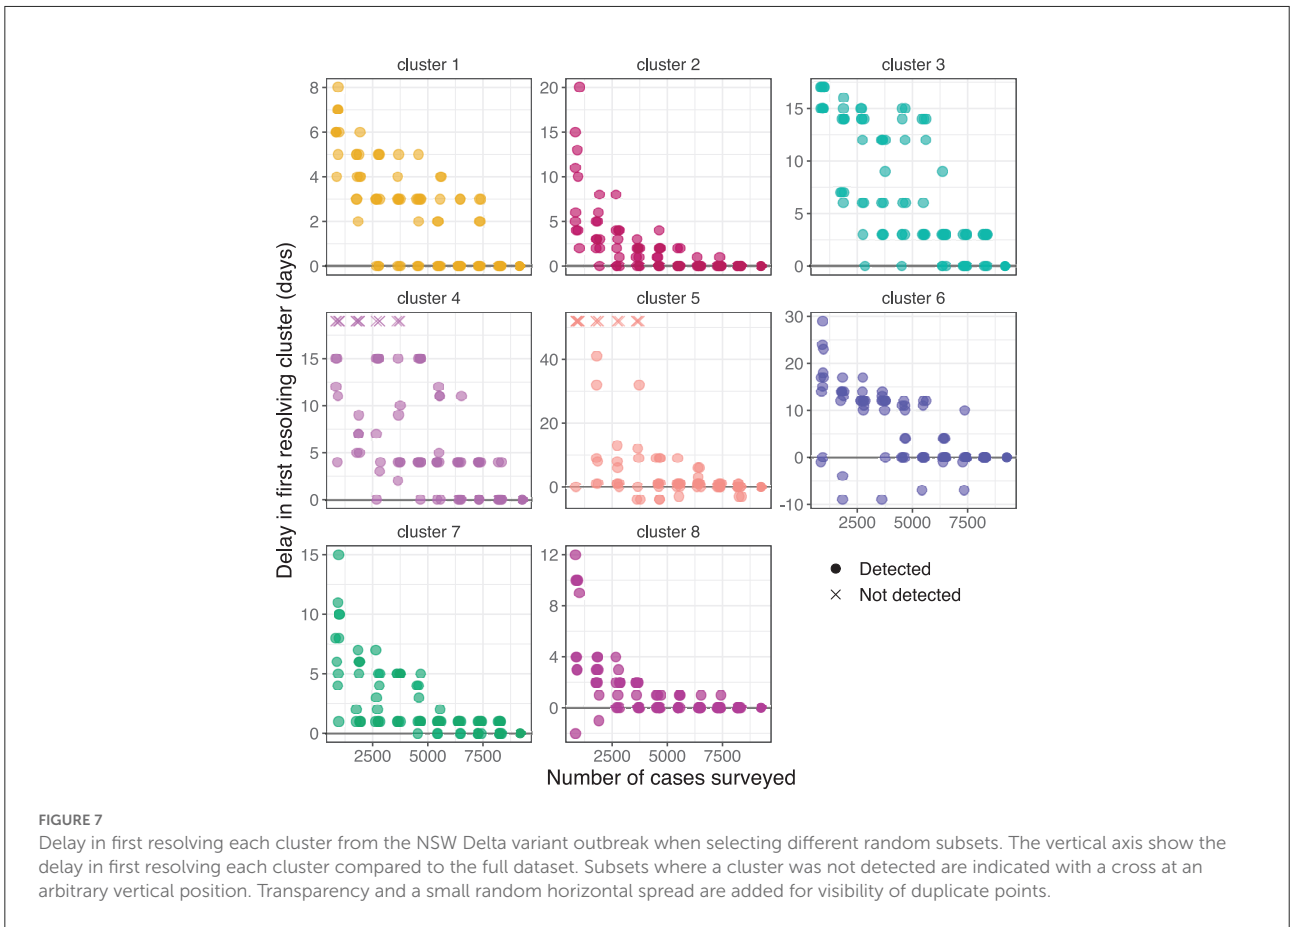 cluster 1
cluster 2
cluster 3
8
6
4
2
0
20
15
10
5
0
15
10
5
0
cluster 4
cluster 5
cluster 6
15
10
5
0
40
20
0
30
20
10
0
-10
2500 5000 7500
cluster 7
cluster 8
15
10
5
0
2500 5000 7500
12
8
4
0
2500 5000 7500
Detected
Not detected
Delay in first resolving cluster (days)
Number of cases surveyed
FIGURE 7
Delay in first resolving each cluster from the NSW Delta variant outbreak when selecting different random subsets. The vertical axis show the
delay in first resolving each cluster compared to the full dataset. Subsets where a cluster was not detected are indicated with a cross at an
arbitrary vertical position. Transparency and a small random horizontal spread are added for visibility of duplicate points.